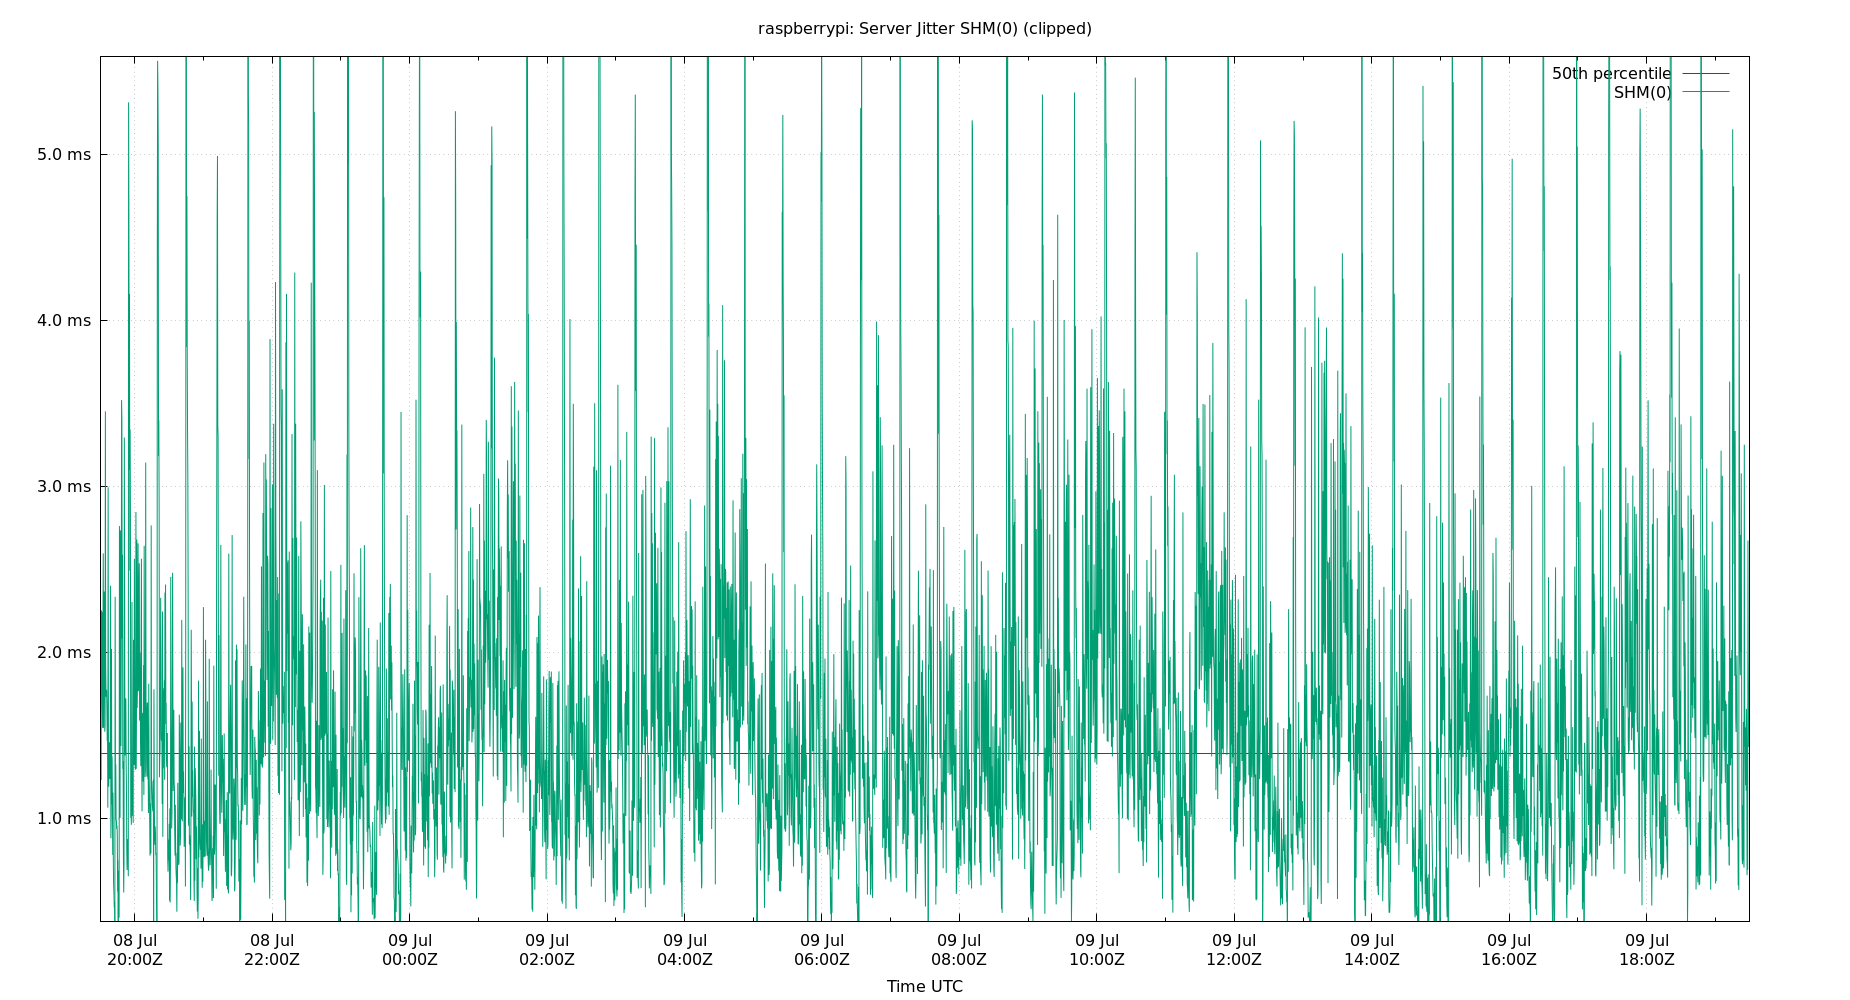 raspberrypi: Server Jitter SHM(0) (clipped)
50th percentile
SHM(0)
5.0 ms
4.0 ms
3.0 ms
2.0 ms
1.0 ms
08 Jul 08 Jul 09 Jul 09 Jul 09 Jul 09 Jul 09 Jul 09 Jul 09 Jul 09 Jul 09 Jul 09 Jul
20:00Z 22:00Z 00:00Z 02:00Z 04:00Z 06:00Z 08:00Z 10:00Z 12:00Z 14:00Z 16:00Z 18:00Z
Time UTC